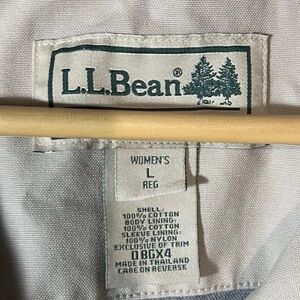 L.L.Bean®
WOMEN'S
L
REG
SHELL:
100% COTTON
BODY LINING:
100% COTTON
SLEEVE LINING:
100% NYLON
EXCLUSIVE OF TRIM
0BGX4
MADE IN THAILAND
CARE ON REVERSE